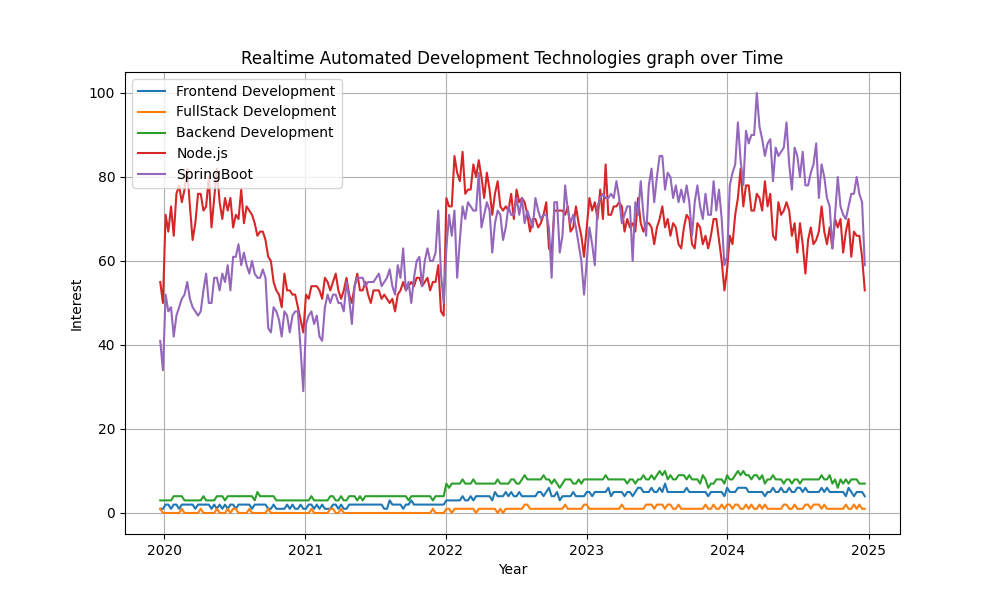 Realtime Automated Development Technologies graph over Time
Frontend Development
FullStack Development
Backend Development
Node.js
SpringBoot
100
80
60
40
20
0
Interest
2020 2021 2022 2023 2024 2025
Year